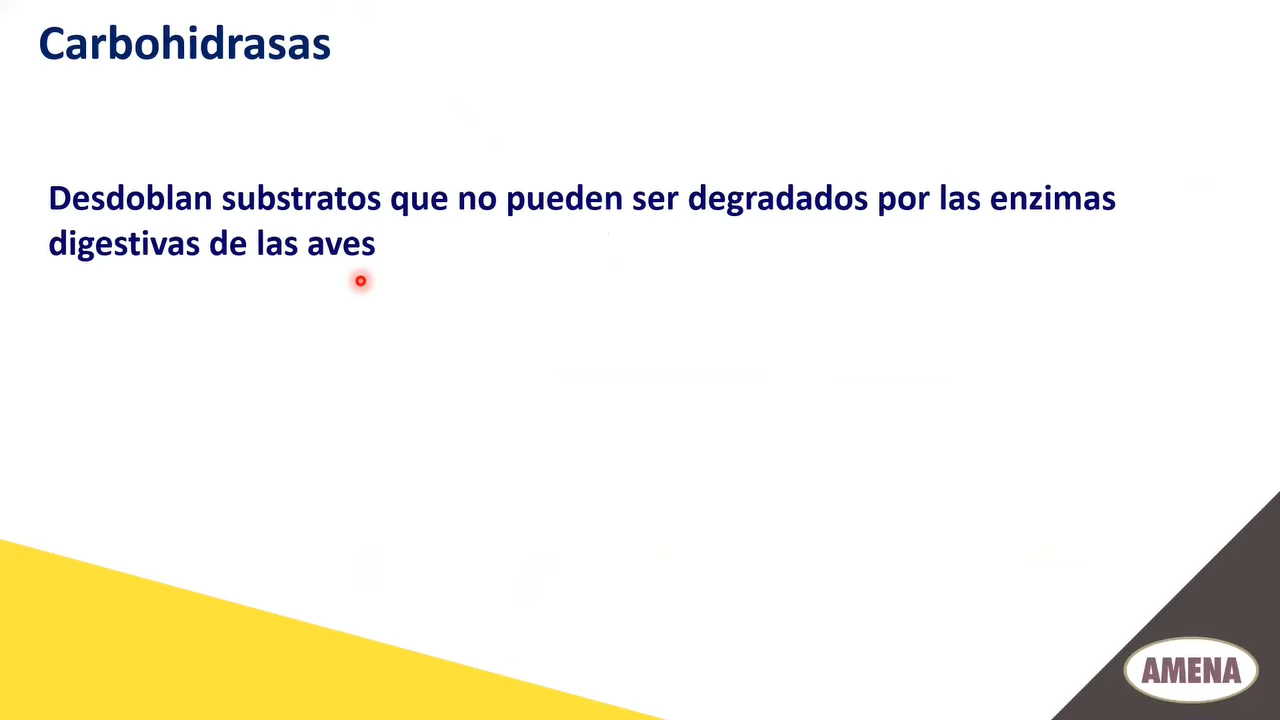 Carbohidrasas
Desdoblan substratos que no pueden ser degradados por las enzimas
digestivas de las aves
AMENA